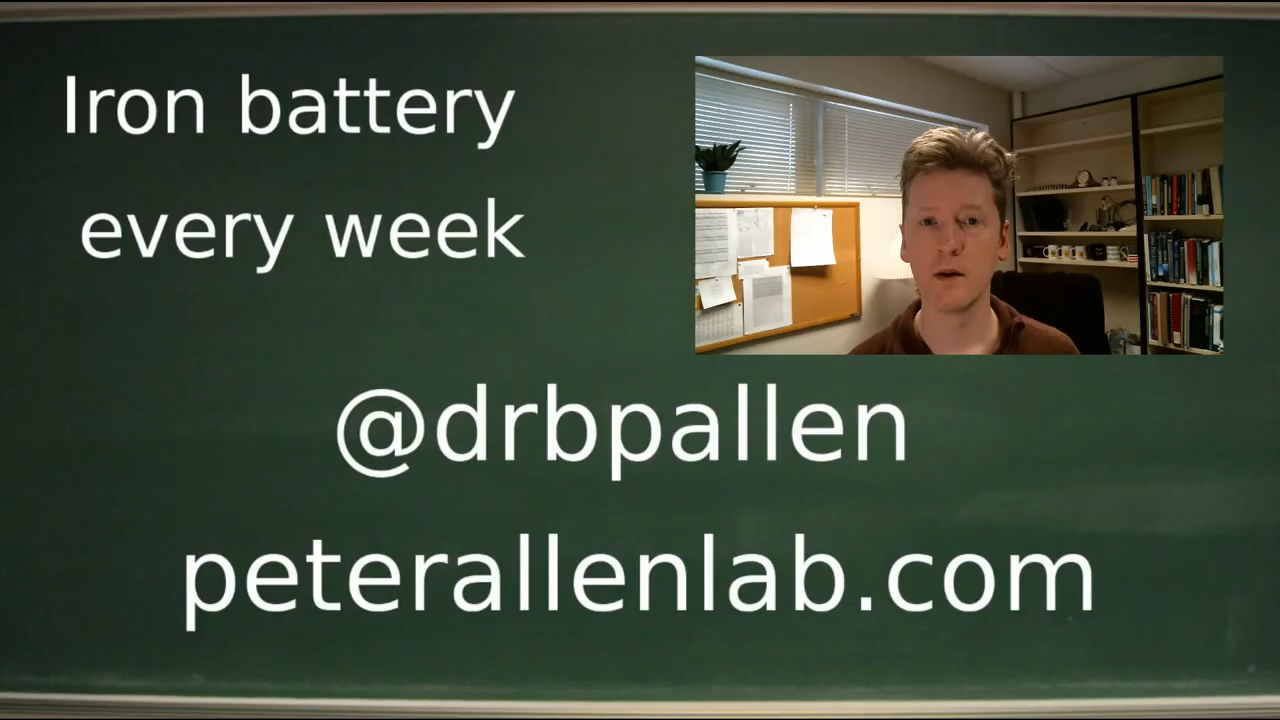 Iron battery
every week
@drbpallen
peterallenlab.com